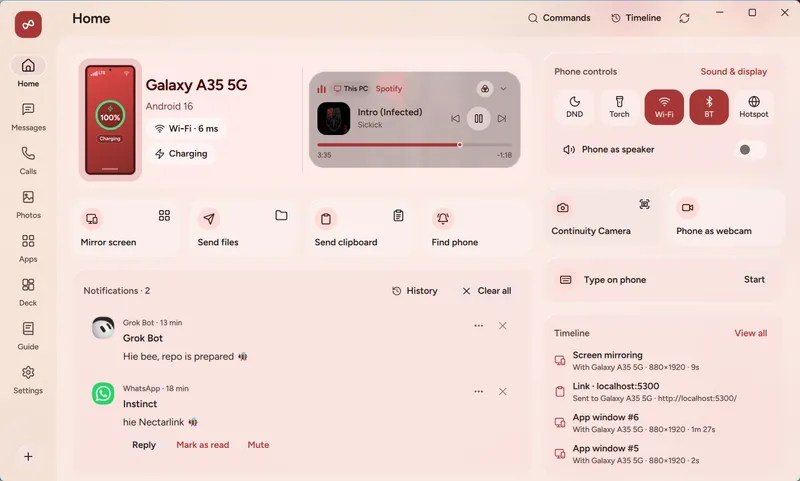 Home
Commands
Timeline
Home
Messages
Calls
Photos
Apps
Deck
Guide
Settings
LTE
100%
Charging
Galaxy A35 5G
Android 16
Wi-Fi · 6 ms
Charging
This PC Spotify
Intro (Infected)
Sickick
3:35
-1:18
Phone controls
Sound & display
DND
Torch
Wi-Fi
BT
Hotspot
Phone as speaker
Mirror screen
Send files
Send clipboard
Find phone
Continuity Camera
Phone as webcam
Type on phone
Start
Notifications · 2
History
Clear all
Grok Bot · 13 min
Grok Bot
Hie bee, repo is prepared 🐝
WhatsApp · 18 min
Instinct
hie Nectarlink 🐝
Reply
Mark as read
Mute
Timeline
View all
Screen mirroring
With Galaxy A35 5G · 880×1920 · 9s
Link · localhost:5300
Sent to Galaxy A35 5G · http://localhost:5300/
App window #6
With Galaxy A35 5G · 880×1920 · 1m 27s
App window #5
With Galaxy A35 5G · 880×1920 · 2s